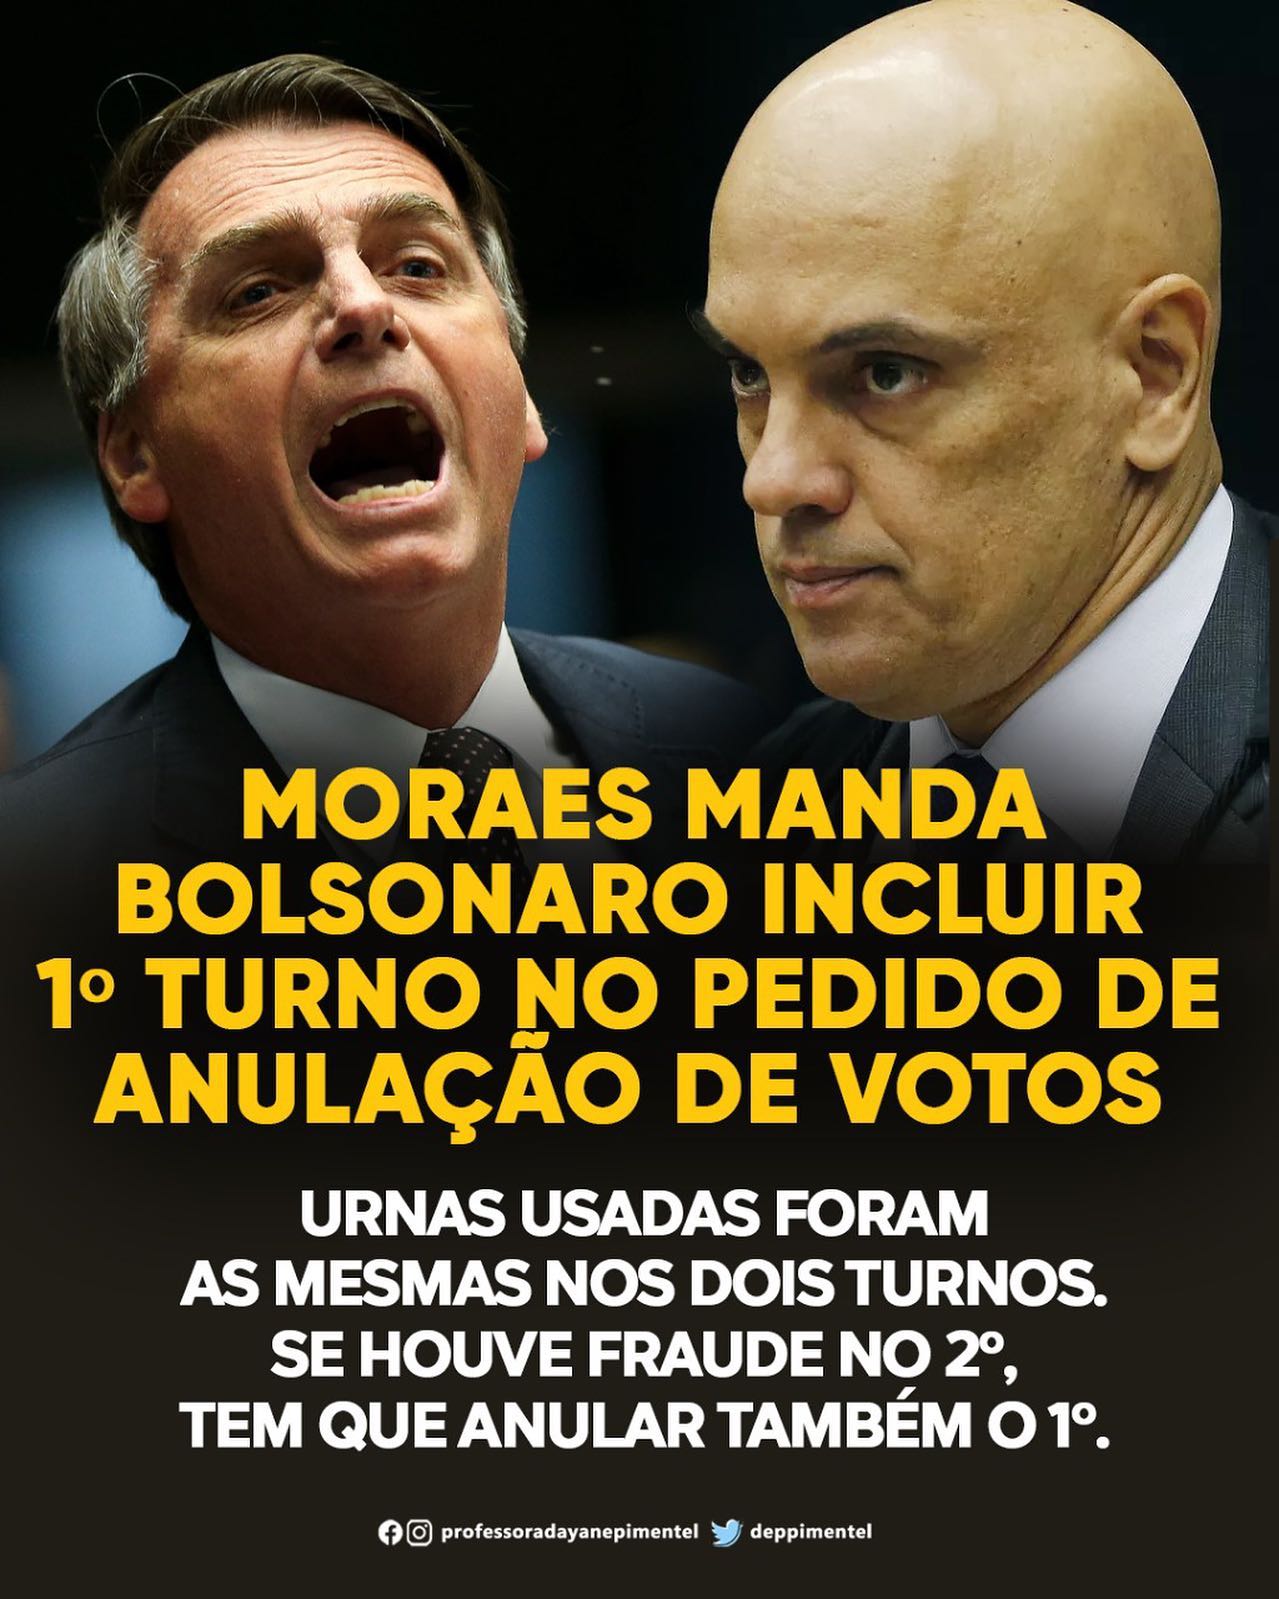 MORAES MANDA
BOLSONARO INCLUIR
1º TURNO NO PEDIDO DE
ANULAÇÃO DE VOTOS
URNAS USADAS FORAM
AS MESMAS NOS DOIS TURNOS.
SE HOUVE FRAUDE NO 2º,
TEM QUE ANULAR TAMBÉM O 1º.
professoradayanepimentel deppimentel